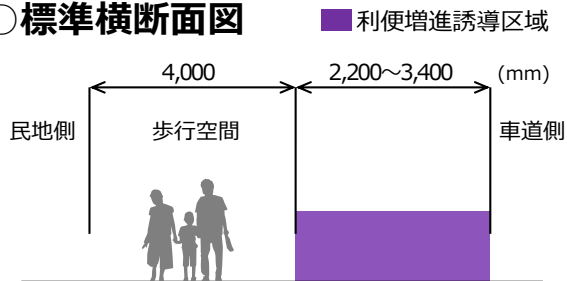 ○標準横断面図
利便増進誘導区域
4,000
2,200～3,400
(mm)
民地側
歩行空間
車道側